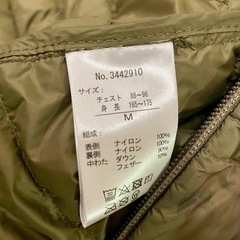 No. 3442910
サイズ:
チェスト 88~96
身長 165~175
M
組成:
表側 ナイロン 100%
裏側 ナイロン 100%
中わた ダウン 90%
フェザー 10%